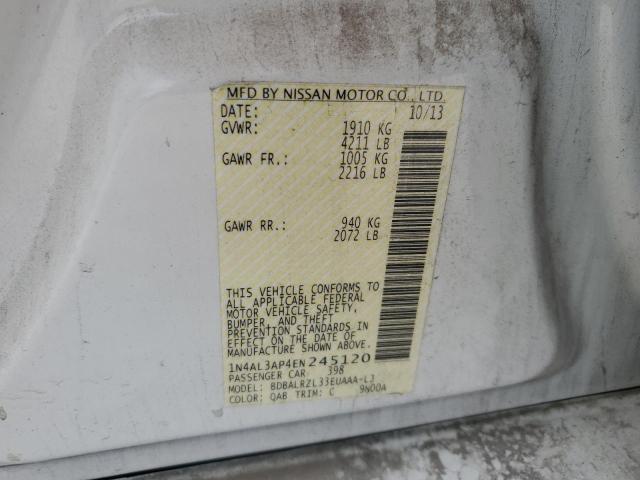 MFD BY NISSAN MOTOR CO., LTD.
DATE: 10/13
GVWR: 1910 KG
4211 LB
GAWR FR.: 1005 KG
2216 LB
GAWR RR.: 940 KG
2072 LB
THIS VEHICLE CONFORMS TO
ALL APPLICABLE FEDERAL
MOTOR VEHICLE SAFETY,
BUMPER, AND THEFT
PREVENTION STANDARDS IN
EFFECT ON THE DATE OF
MANUFACTURE SHOWN ABOVE.
1N4AL3AP4EN245120
PASSENGER CAR 398
MODEL: BDBALRZL33EUAAA-LJ
COLOR: QAB TRIM: C 9N00A